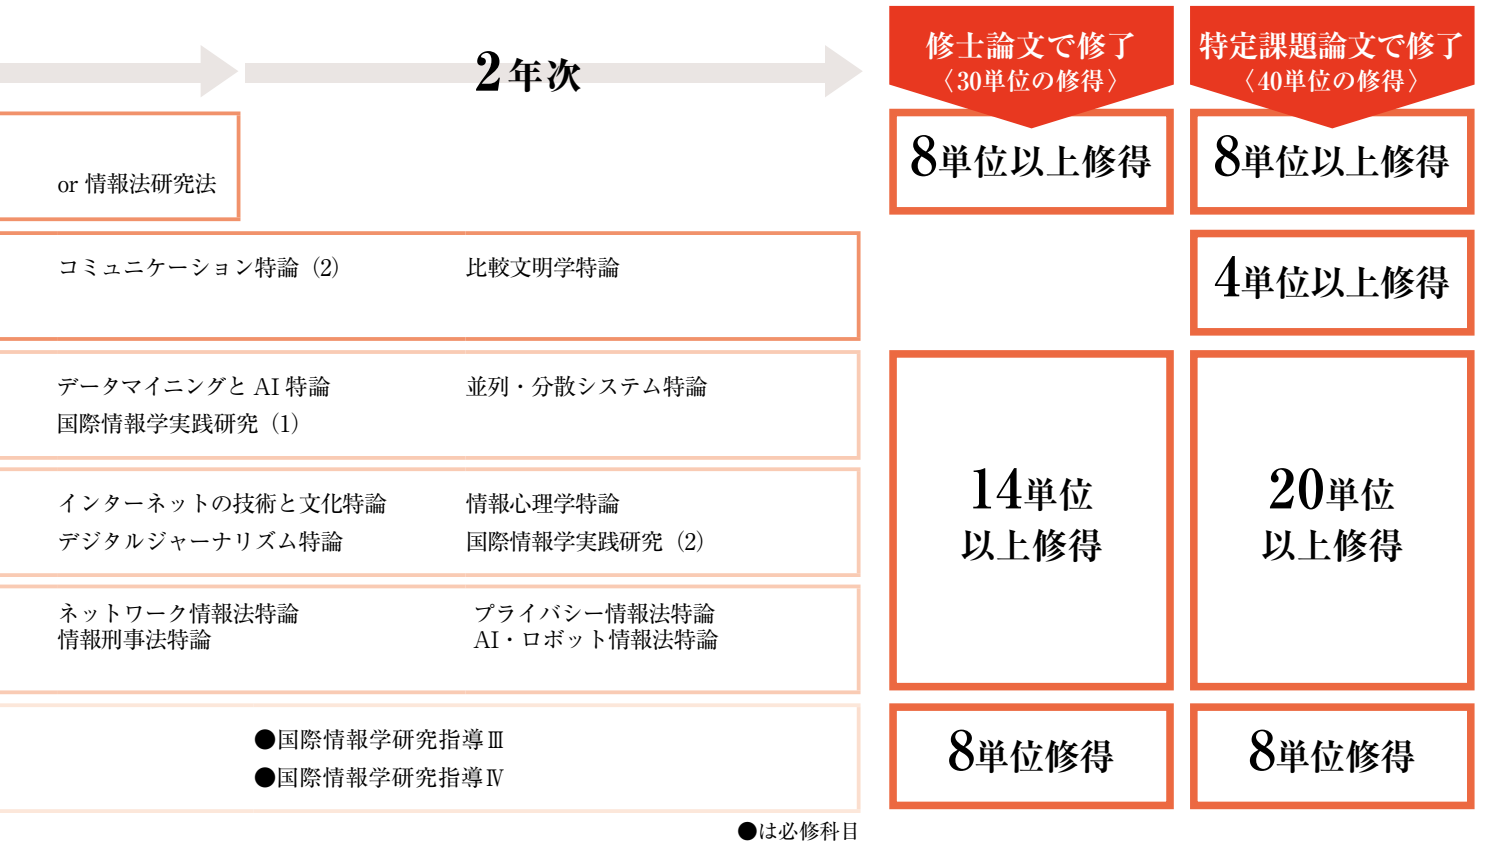 2年次
修士論文で修了
〈30単位の修得〉
特定課題論文で修了
〈40単位の修得〉
or 情報法研究法
8単位以上修得
8単位以上修得
コミュニケーション特論（2）
比較文明学特論
4単位以上修得
データマイニングと AI 特論
並列・分散システム特論
国際情報学実践研究（1）
インターネットの技術と文化特論
情報心理学特論
デジタルジャーナリズム特論
国際情報学実践研究（2）
ネットワーク情報法特論
プライバシー情報法特論
情報刑事法特論
AI・ロボット情報法特論
14単位
以上修得
20単位
以上修得
●国際情報学研究指導Ⅲ
●国際情報学研究指導Ⅳ
8単位修得
8単位修得
●は必修科目